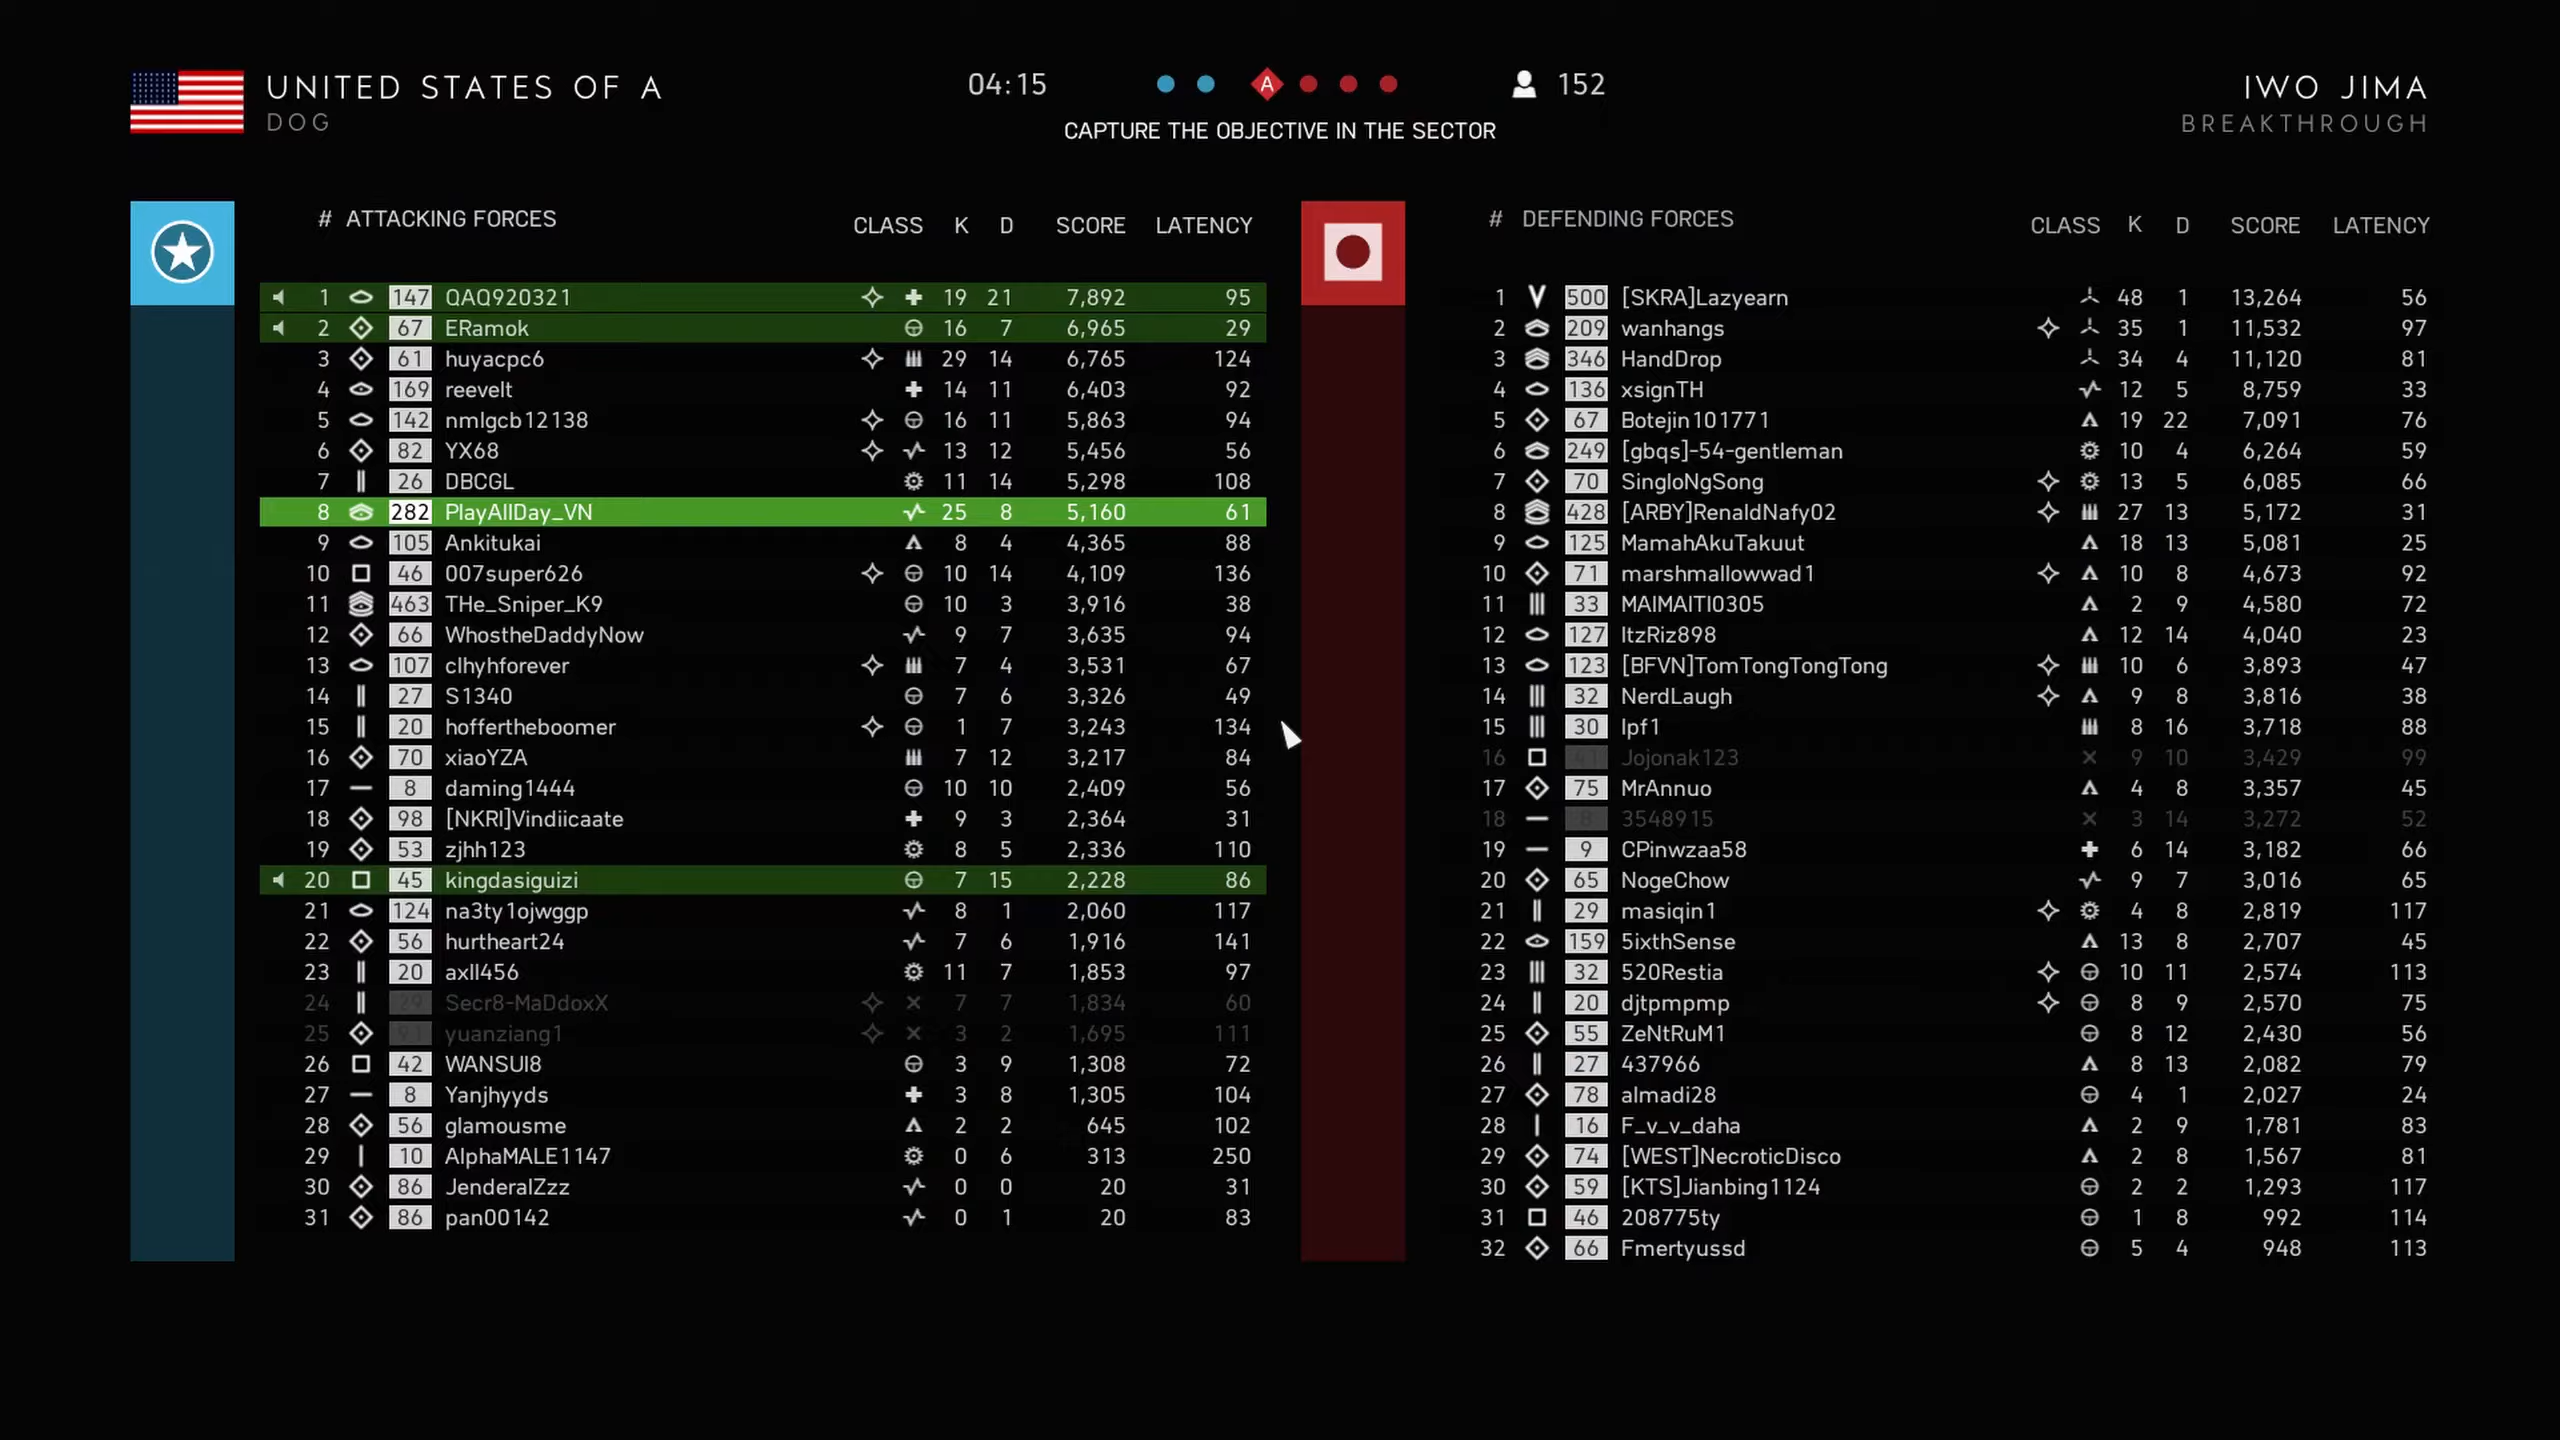 UNITED STATES OF A
DOG
04:15
A
152
CAPTURE THE OBJECTIVE IN THE SECTOR
IWO JIMA
BREAKTHROUGH
# ATTACKING FORCES CLASS K D SCORE LATENCY
1 147 QAQ920321 19 21 7,892 95
2 67 ERamok 16 7 6,965 29
3 61 huyacpc6 29 14 6,765 124
4 169 reevelt 14 11 6,403 92
5 142 nmlgcb12138 16 11 5,863 94
6 82 YX68 13 12 5,456 56
7 26 DBCGL 11 14 5,298 108
8 282 PlayAllDay_VN 25 8 5,160 61
9 105 Ankitukai 8 4 4,365 88
10 46 007super626 10 14 4,109 136
11 463 THe_Sniper_K9 10 3 3,916 38
12 66 WhostheDaddyNow 9 7 3,635 94
13 107 clhyhforever 7 4 3,531 67
14 27 S1340 7 6 3,326 49
15 20 hoffertheboomer 1 7 3,243 134
16 70 xiaoYZA 7 12 3,217 84
17 8 daming1444 10 10 2,409 56
18 98 [NKRI]Vindiicaate 9 3 2,364 31
19 53 zjhh123 8 5 2,336 110
20 45 kingdasiguizi 7 15 2,228 86
21 124 na3ty1ojwggp 8 1 2,060 117
22 56 hurtheart24 7 6 1,916 141
23 20 axll456 11 7 1,853 97
24 29 Secr8-MaDdoxX 7 7 1,834 60
25 91 yuanziang1 3 2 1,695 111
26 42 WANSUI8 3 9 1,308 72
27 8 Yanjhyyds 3 8 1,305 104
28 56 glamousme 2 2 645 102
29 10 AlphaMALE1147 0 6 313 250
30 86 JenderalZzz 0 0 20 31
31 86 pan00142 0 1 20 83
# DEFENDING FORCES CLASS K D SCORE LATENCY
1 500 [SKRA]Lazyearn 48 1 13,264 56
2 209 wanhangs 35 1 11,532 97
3 346 HandDrop 34 4 11,120 81
4 136 xsignTH 12 5 8,759 33
5 67 Botejin101771 19 22 7,091 76
6 249 [gbqs]-54-gentleman 10 4 6,264 59
7 70 SingloNgSong 13 5 6,085 66
8 428 [ARBY]RenaldNafy02 27 13 5,172 31
9 125 MamahAkuTakuut 18 13 5,081 25
10 71 marshmallowwad1 10 8 4,673 92
11 33 MAIMAITI0305 2 9 4,580 72
12 127 ItzRiz898 12 14 4,040 23
13 123 [BFVN]TomTongTongTong 10 6 3,893 47
14 32 NerdLaugh 9 8 3,816 38
15 30 lpf1 8 16 3,718 88
16 Jojonak123 9 10 3,429 99
17 75 MrAnnuo 4 8 3,357 45
18 3548915 3 14 3,272 52
19 9 CPinwzaa58 6 14 3,182 66
20 65 NogeChow 9 7 3,016 65
21 29 masiqin1 4 8 2,819 117
22 159 5ixthSense 13 8 2,707 45
23 32 520Restia 10 11 2,574 113
24 20 djtpmpmp 8 9 2,570 75
25 55 ZeNtRuM1 8 12 2,430 56
26 27 437966 8 13 2,082 79
27 78 almadi28 4 1 2,027 24
28 16 F_v_v_daha 2 9 1,781 83
29 74 [WEST]NecroticDisco 2 8 1,567 81
30 59 [KTS]Jianbing1124 2 2 1,293 117
31 46 208775ty 1 8 992 114
32 66 Fmertyussd 5 4 948 113